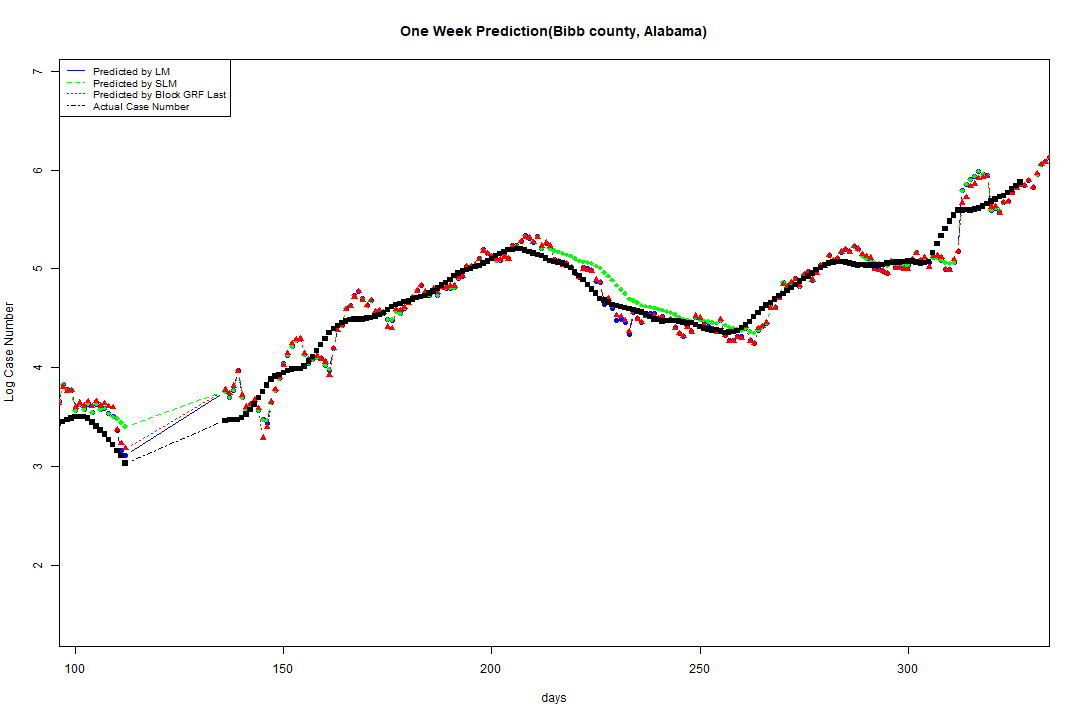 One Week Prediction(Bibb county, Alabama)
Predicted by LM
Predicted by SLM
Predicted by Block GRF Last
Actual Case Number
7
6
5
4
3
2
Log Case Number
100 150 200 250 300
days